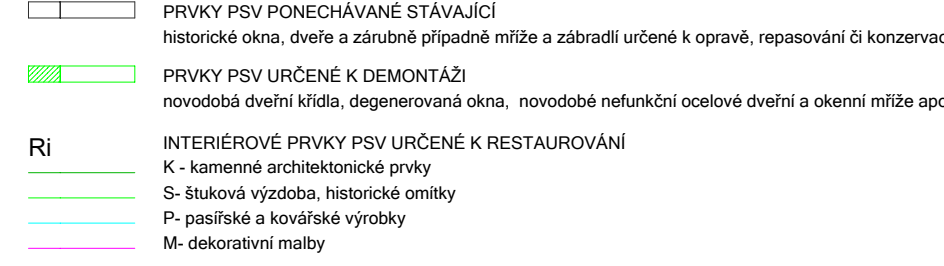 PRVKY PSV PONECHÁVANÉ STÁVAJÍCÍ
historické okna, dveře a zárubně případně mříže a zábradlí určené k opravě, repasování či
PRVKY PSV URČENÉ K DEMONTÁŽI
novodobá dveřní křídla, degenerovaná okna, novodobé nefunkční ocelové dveřní a okenní mříže
Ri INTERIÉROVÉ PRVKY PSV URČENÉ K RESTAUROVÁNÍ
K - kamenné architektonické prvky
S- štuková výzdoba, historické omítky
P- pasířské a kovářské výrobky
M- dekorativní malby